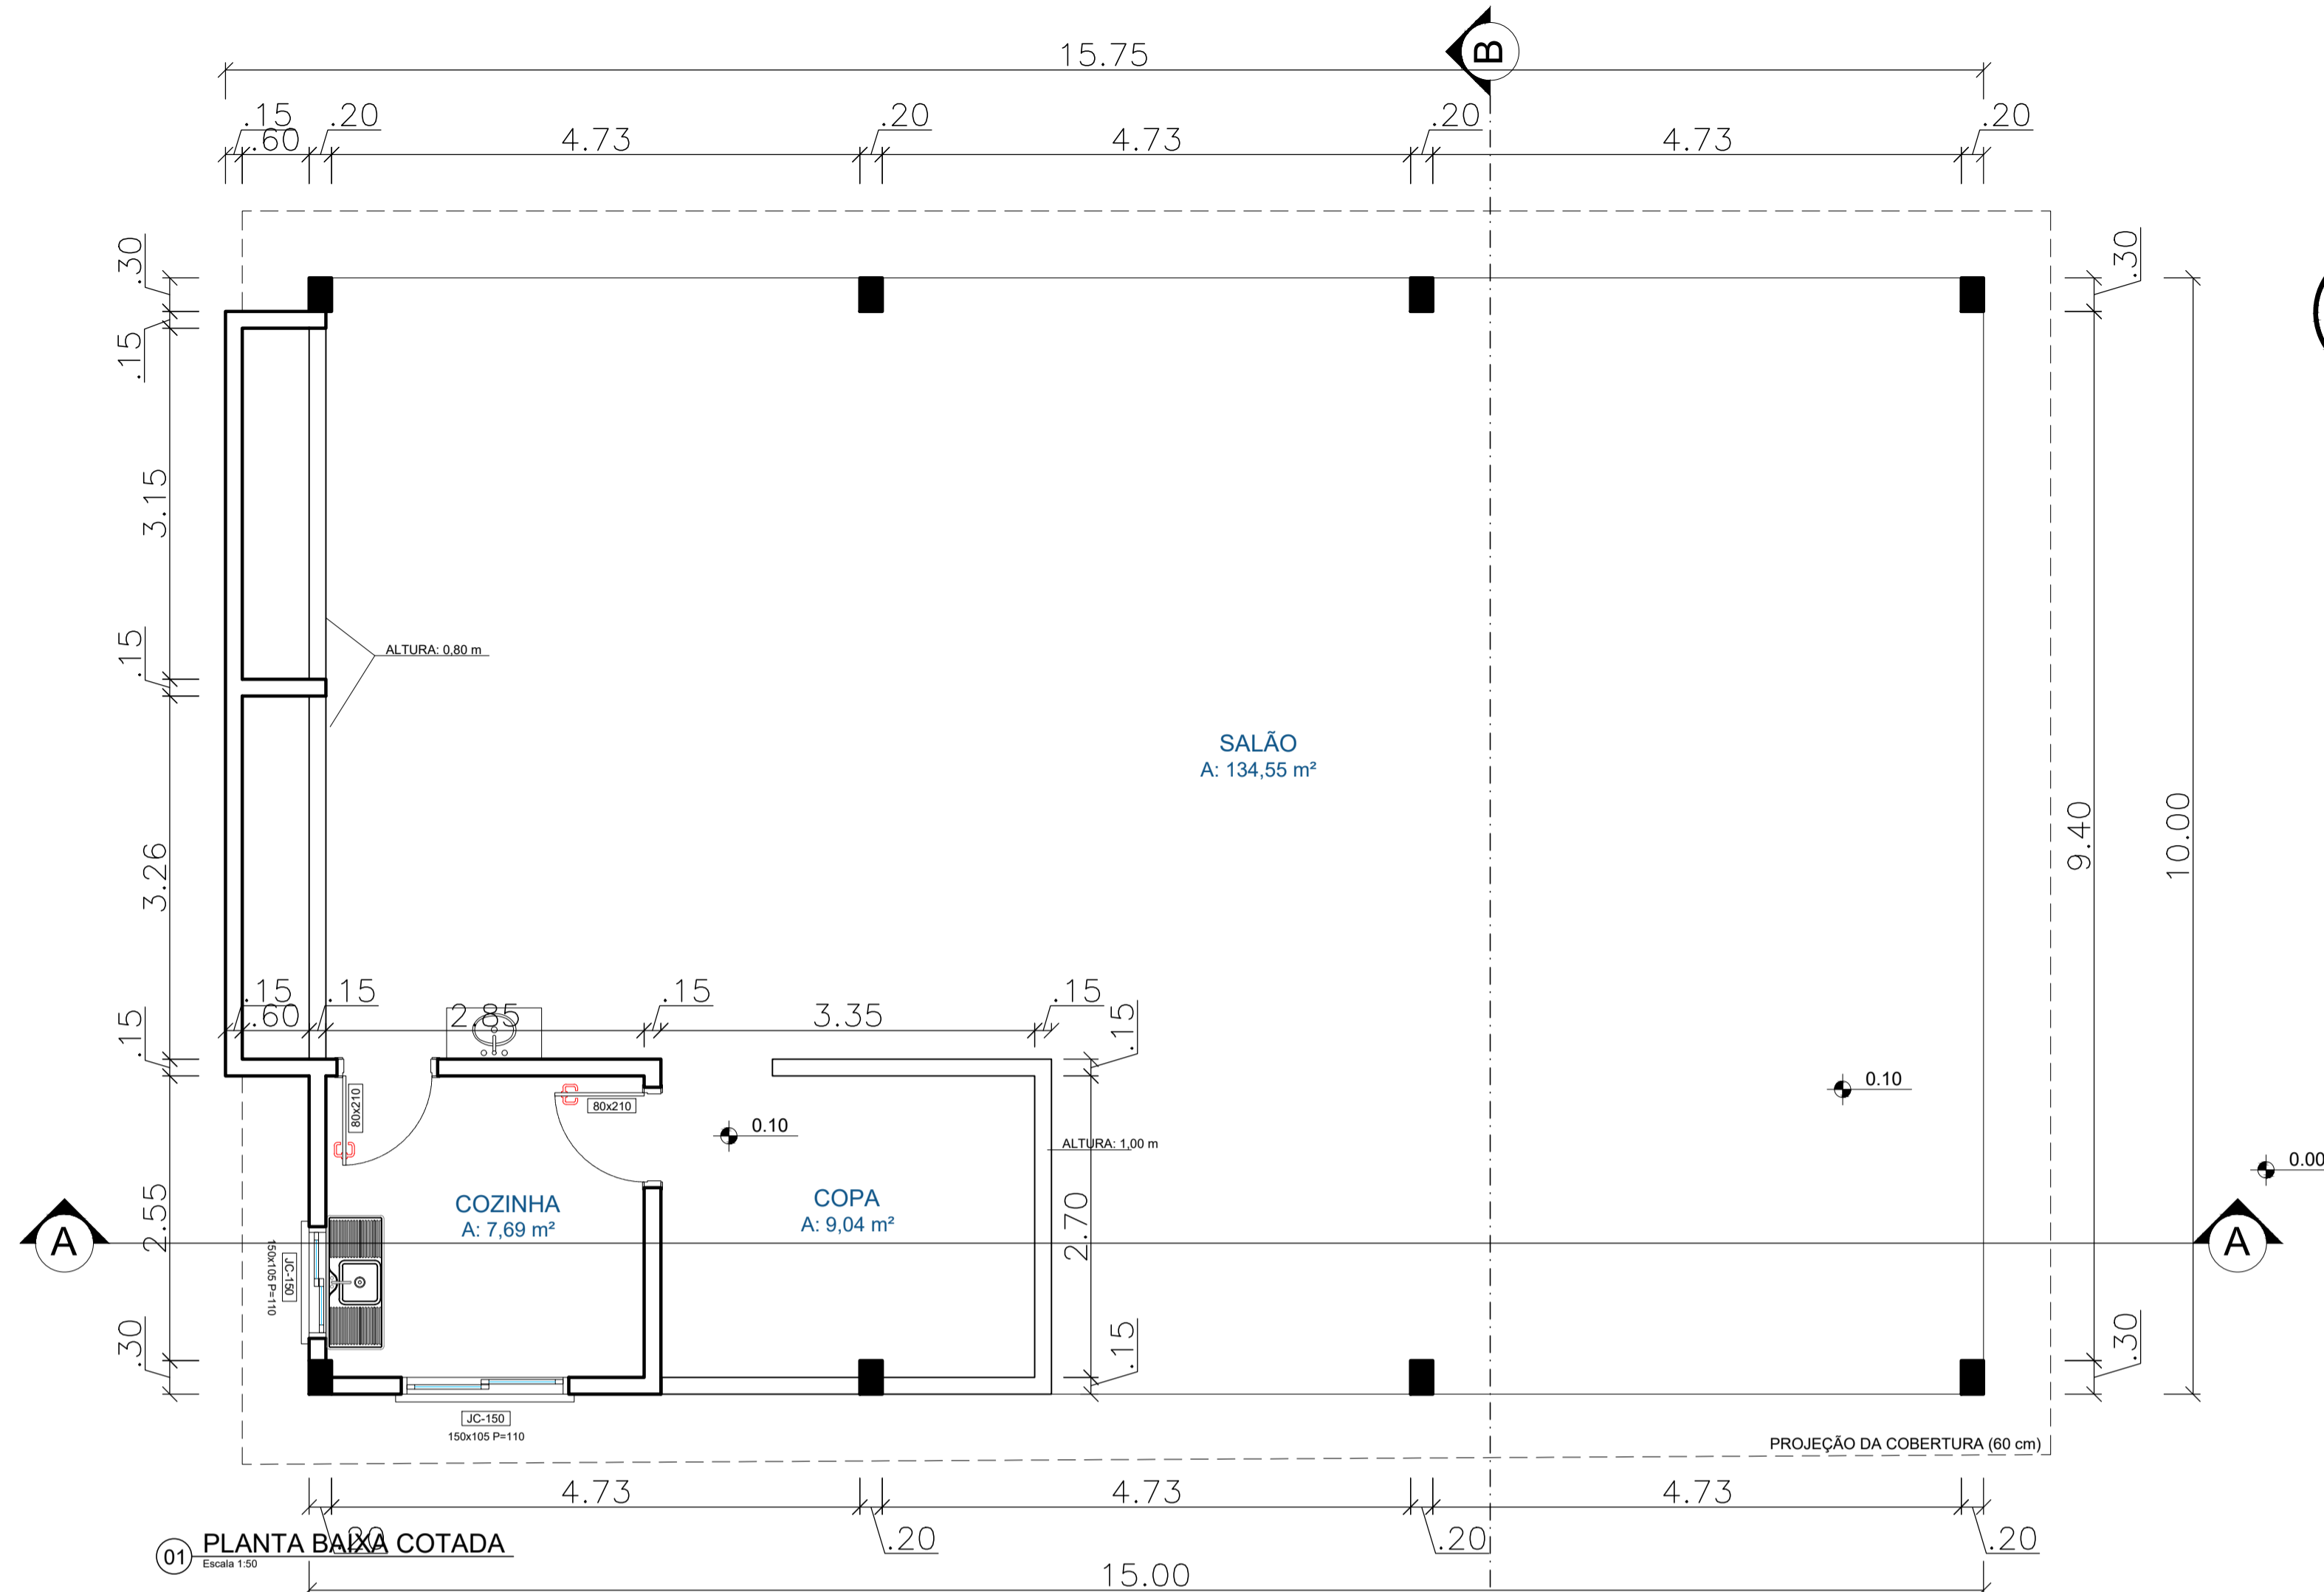 15.75
B
.15
.20
.20
.20
.20
.60
4.73
4.73
4.73
.30
.30
.15
3.15
.15
ALTURA: 0,80 m
SALÃO
A: 134,55 m²
3.26
9.40
10.00
.15
.15
.15
.15
.60
2.85
3.35
.15
.15
80x210
80x210
0.10
0.10
ALTURA: 1,00 m
0.00
2.55
COZINHA
A: 7,69 m²
COPA
A: 9,04 m²
2.70
A
A
JC-150
150x105 P=110
.30
.15
.30
JC-150
150x105 P=110
PROJEÇÃO DA COBERTURA (60 cm)
4.73
4.73
4.73
.20
.20
.20
.20
01
PLANTA BAIXA COTADA
Escala 1:50
15.00